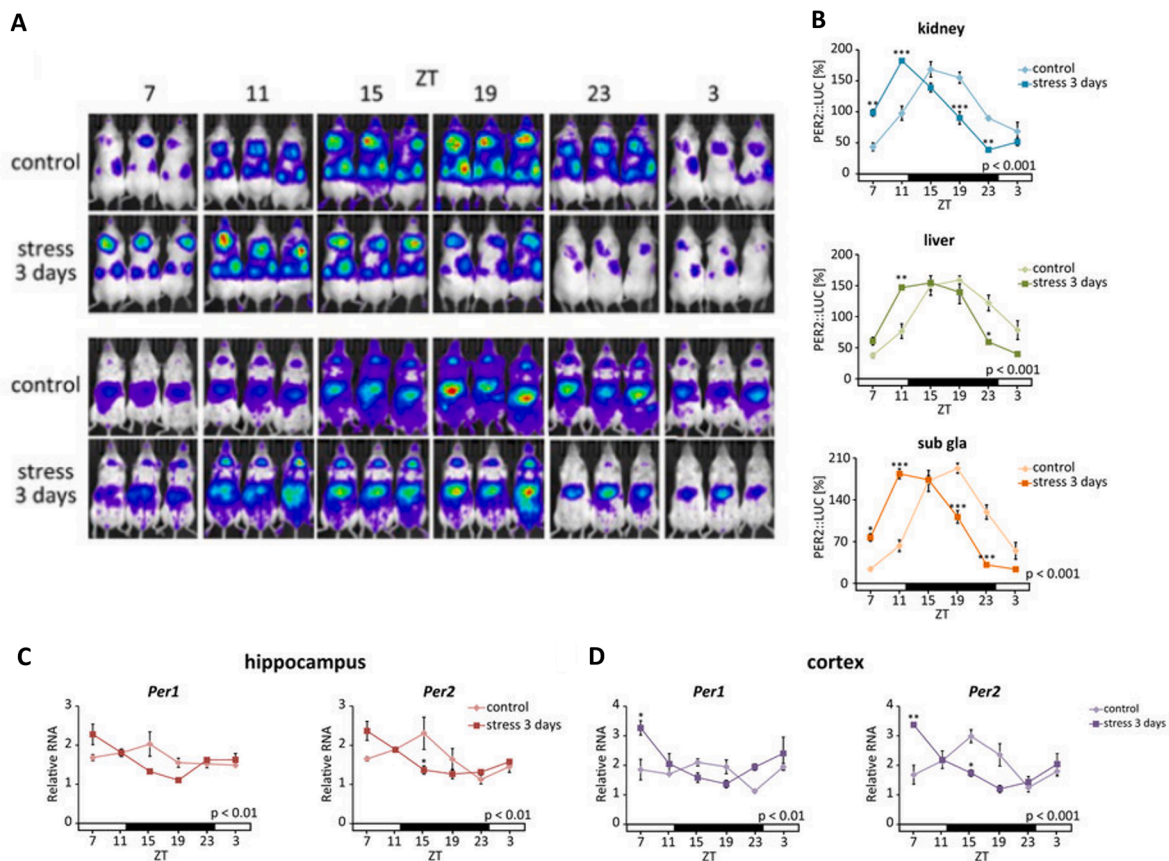 A
ZT
7 11 15 19 23 3
control
stress
3 days
control
stress
3 days
B
kidney
PER2::LUC [%]
200
150
100
50
0
** *** *** **
control
stress 3 days
p < 0.001
7 11 15 19 23 3
ZT
liver
PER2::LUC [%]
200
150
100
50
0
** *
control
stress 3 days
p < 0.001
7 11 15 19 23 3
ZT
sub gla
PER2::LUC [%]
210
140
70
0
* *** *** ***
control
stress 3 days
p < 0.001
7 11 15 19 23 3
ZT
C
hippocampus
Per1
Relative RNA
3
2
1
0
p < 0.01
7 11 15 19 23 3
ZT
Per2
Relative RNA
3
2
1
0
*
control
stress 3 days
p < 0.01
7 11 15 19 23 3
ZT
D
cortex
Per1
Relative RNA
4
3
2
1
0
*
p < 0.01
7 11 15 19 23 3
ZT
Per2
Relative RNA
4
3
2
1
0
** *
control
stress 3 days
p < 0.001
7 11 15 19 23 3
ZT